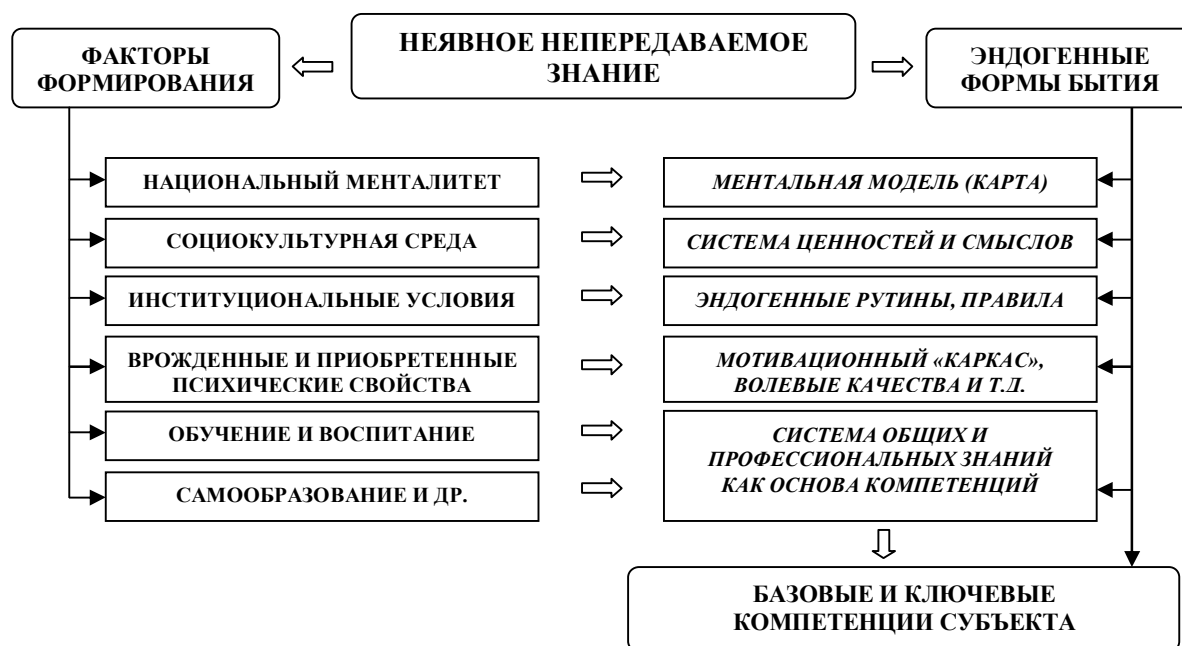 ФАКТОРЫ
ФОРМИРОВАНИЯ
НЕЯВНОЕ НЕПЕРЕДАВАЕМОЕ
ЗНАНИЕ
ЭНДОГЕННЫЕ
ФОРМЫ БЫТИЯ
НАЦИОНАЛЬНЫЙ МЕНТАЛИТЕТ
МЕНТАЛЬНАЯ МОДЕЛЬ (КАРТА)
СОЦИОКУЛЬТУРНАЯ СРЕДА
СИСТЕМА ЦЕННОСТЕЙ И СМЫСЛОВ
ИНСТИТУЦИОНАЛЬНЫЕ УСЛОВИЯ
ЭНДОГЕННЫЕ РУТИНЫ, ПРАВИЛА
ВРОЖДЕННЫЕ И ПРИОБРЕТЕННЫЕ
ПСИХИЧЕСКИЕ СВОЙСТВА
МОТИВАЦИОННЫЙ «КАРКАС»,
ВОЛЕВЫЕ КАЧЕСТВА И Т.Д.
ОБУЧЕНИЕ И ВОСПИТАНИЕ
САМООБРАЗОВАНИЕ И ДР.
СИСТЕМА ОБЩИХ И
ПРОФЕССИОНАЛЬНЫХ ЗНАНИЙ
КАК ОСНОВА КОМПЕТЕНЦИЙ
БАЗОВЫЕ И КЛЮЧЕВЫЕ
КОМПЕТЕНЦИИ СУБЪЕКТА